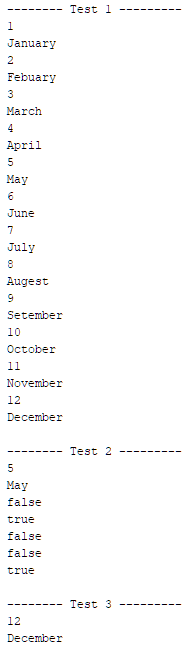 -------- Test 1 ---------
1
January
2
Febuary
3
March
4
April
5
May
6
June
7
July
8
Augest
9
Setember
10
October
11
November
12
December
-------- Test 2 ---------
5
May
false
true
false
false
true
-------- Test 3 ---------
12
December